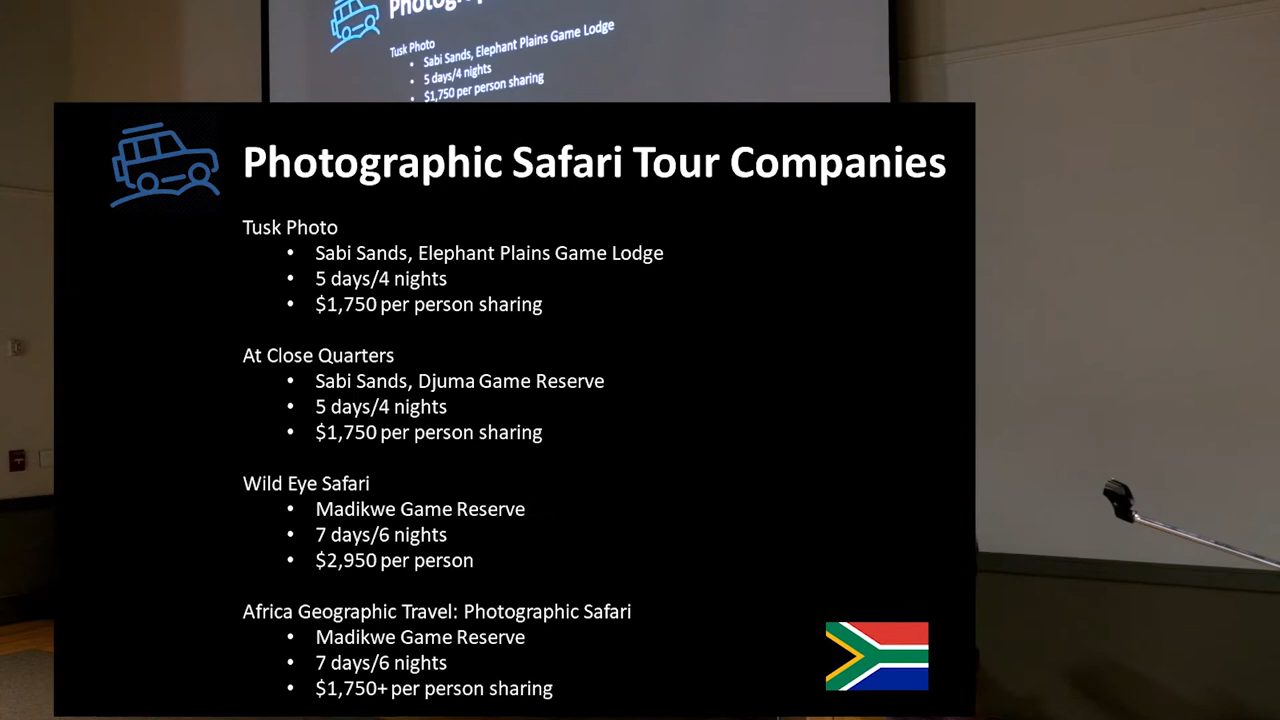 Photograp
Tusk Photo
• Sabi Sands, Elephant Plains Game Lodge
• 5 days/4 nights
• $1,750 per person sharing
Photographic Safari Tour Companies
Tusk Photo
• Sabi Sands, Elephant Plains Game Lodge
• 5 days/4 nights
• $1,750 per person sharing
At Close Quarters
• Sabi Sands, Djuma Game Reserve
• 5 days/4 nights
• $1,750 per person sharing
Wild Eye Safari
• Madikwe Game Reserve
• 7 days/6 nights
• $2,950 per person
Africa Geographic Travel: Photographic Safari
• Madikwe Game Reserve
• 7 days/6 nights
• $1,750+ per person sharing